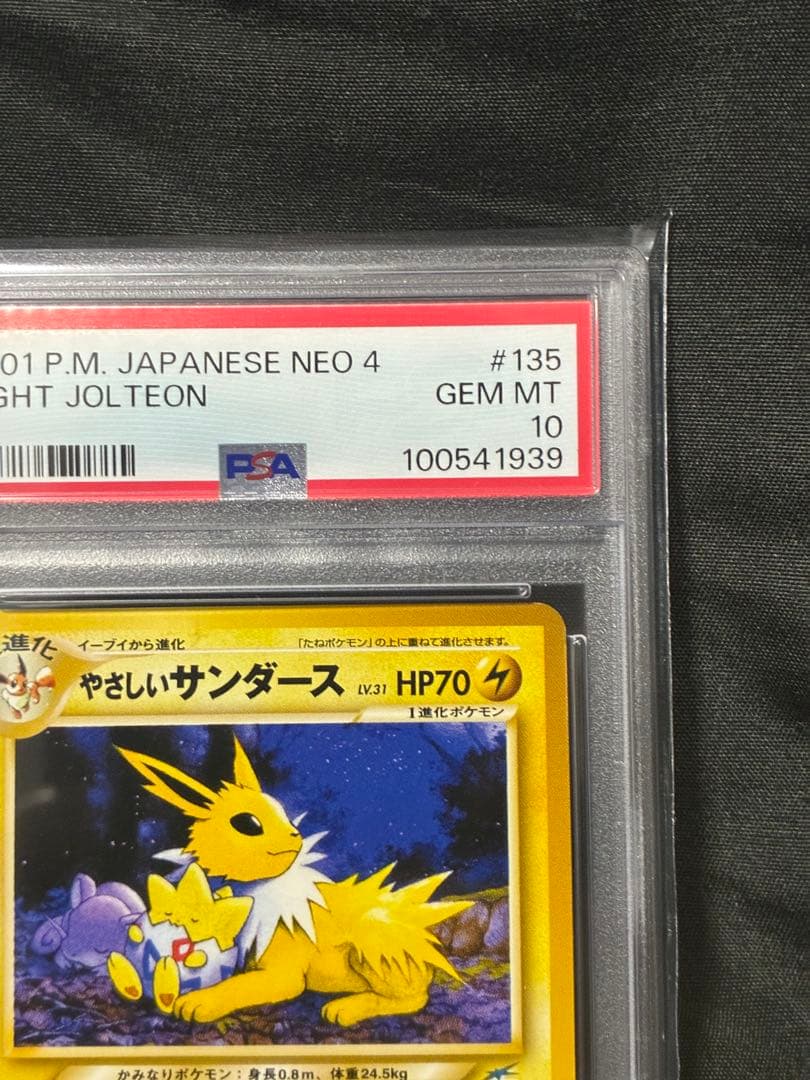 01 P.M. JAPANESE NEO 4 #135
GHT JOLTEON GEM MT
10
PSA 100541939
進化 イーブイから進化 「たねポケモン」の上に重ねて進化させます。
やさしいサンダース LV.31 HP70
1進化ポケモン
かみなりポケモン：身長0.8m、体重24.5kg